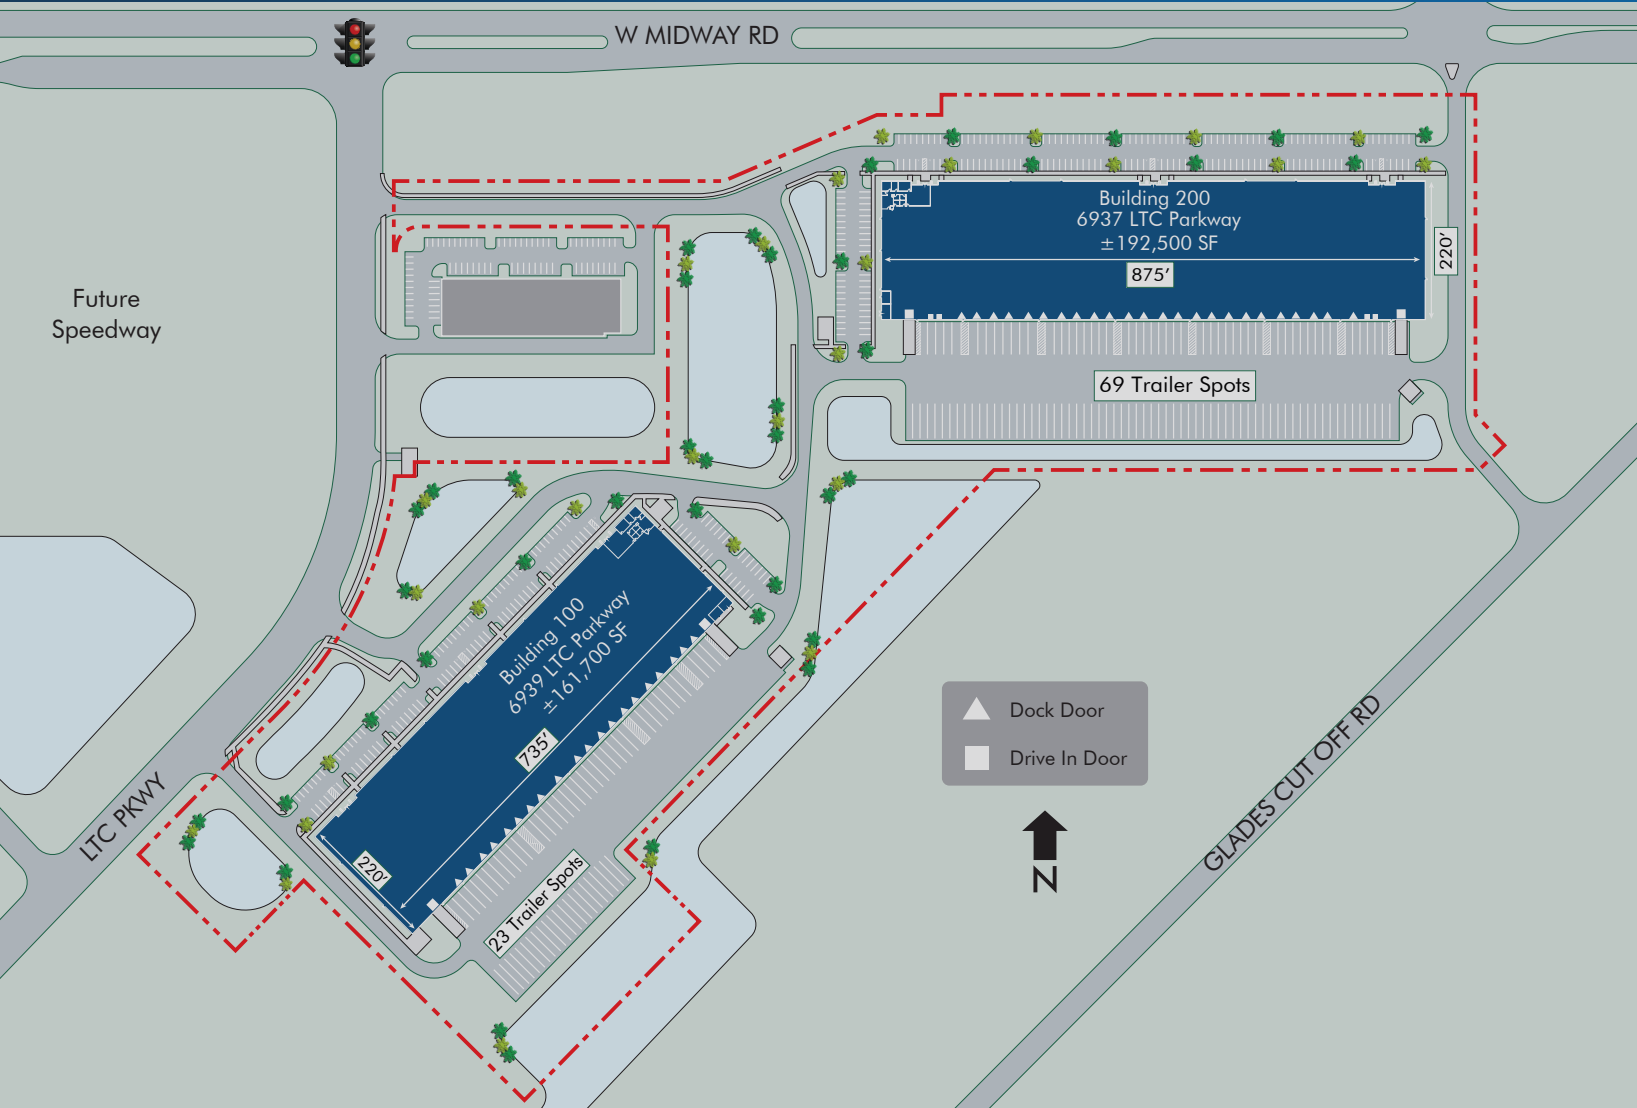 W MIDWAY RD
Building 200
6937 LTC Parkway
±192,500 SF
875’
220’
Future
Speedway
69 Trailer Spots
Building 100
6939 LTC Parkway
±161,700 SF
735’
220’
23 Trailer Spots
Dock Door
Drive In Door
N
LTC PKWY
GLADES CUT OFF RD